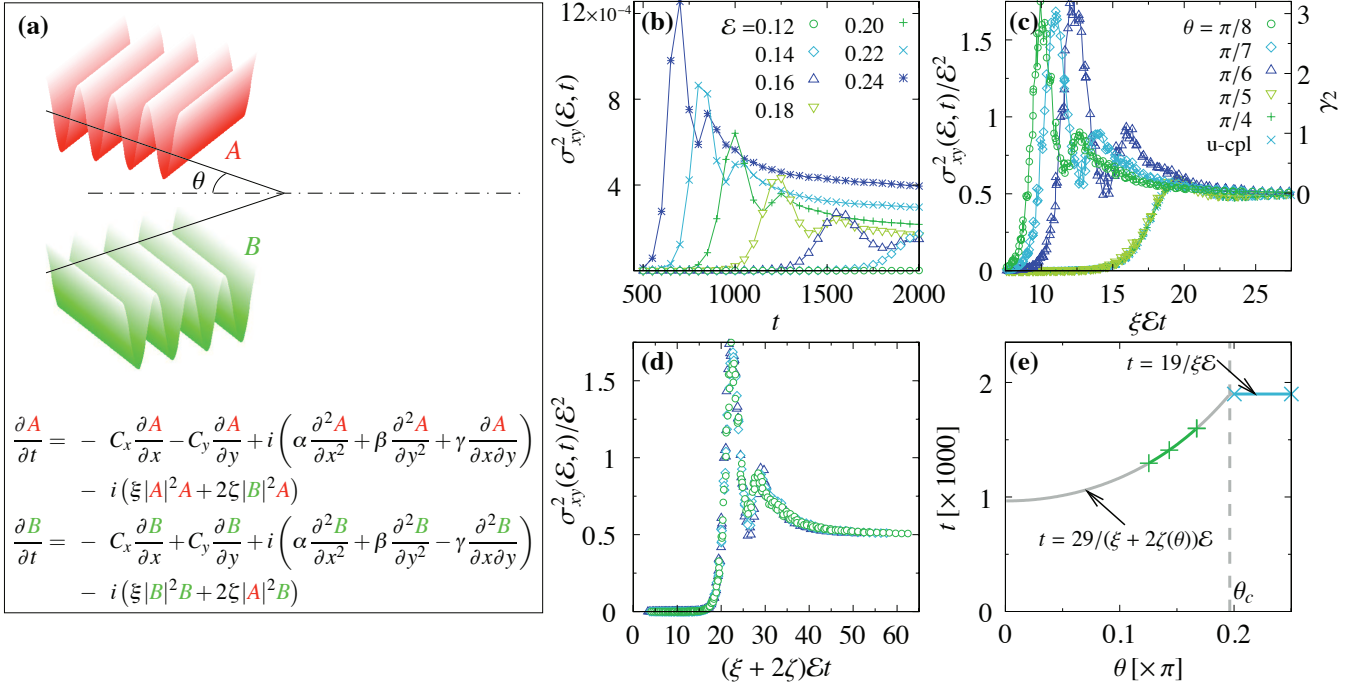 (a)
A
θ
B
∂A/∂t = − C_x ∂A/∂x − C_y ∂A/∂y + i (α ∂²A/∂x² + β ∂²A/∂y² + γ ∂²A/∂x∂y)
− i (ξ|A|²A + 2ζ|B|²A)
∂B/∂t = − C_x ∂B/∂x + C_y ∂B/∂y + i (α ∂²B/∂x² + β ∂²B/∂y² − γ ∂²B/∂x∂y)
− i (ξ|B|²B + 2ζ|A|²B)
(b)
12×10⁻⁴
8
4
σ²_xy(ℰ, t)
ℰ = 0.12
0.14
0.16
0.18
0.20
0.22
0.24
500 1000 1500 2000
t
(c)
1.5
1
0.5
0
σ²_xy(ℰ, t)/ℰ²
θ = π/8
π/7
π/6
π/5
π/4
u-cpl
3
2
1
0
γ₂
10 15 20 25
ξℰt
(d)
1.5
1
0.5
0
σ²_xy(ℰ, t)/ℰ²
0 10 20 30 40 50 60
(ξ + 2ζ)ℰt
(e)
2
1
0
t [× 1000]
t = 19/ξℰ
t = 29/(ξ + 2ζ(θ))ℰ
θ_c
0 0.1 0.2
θ [× π]